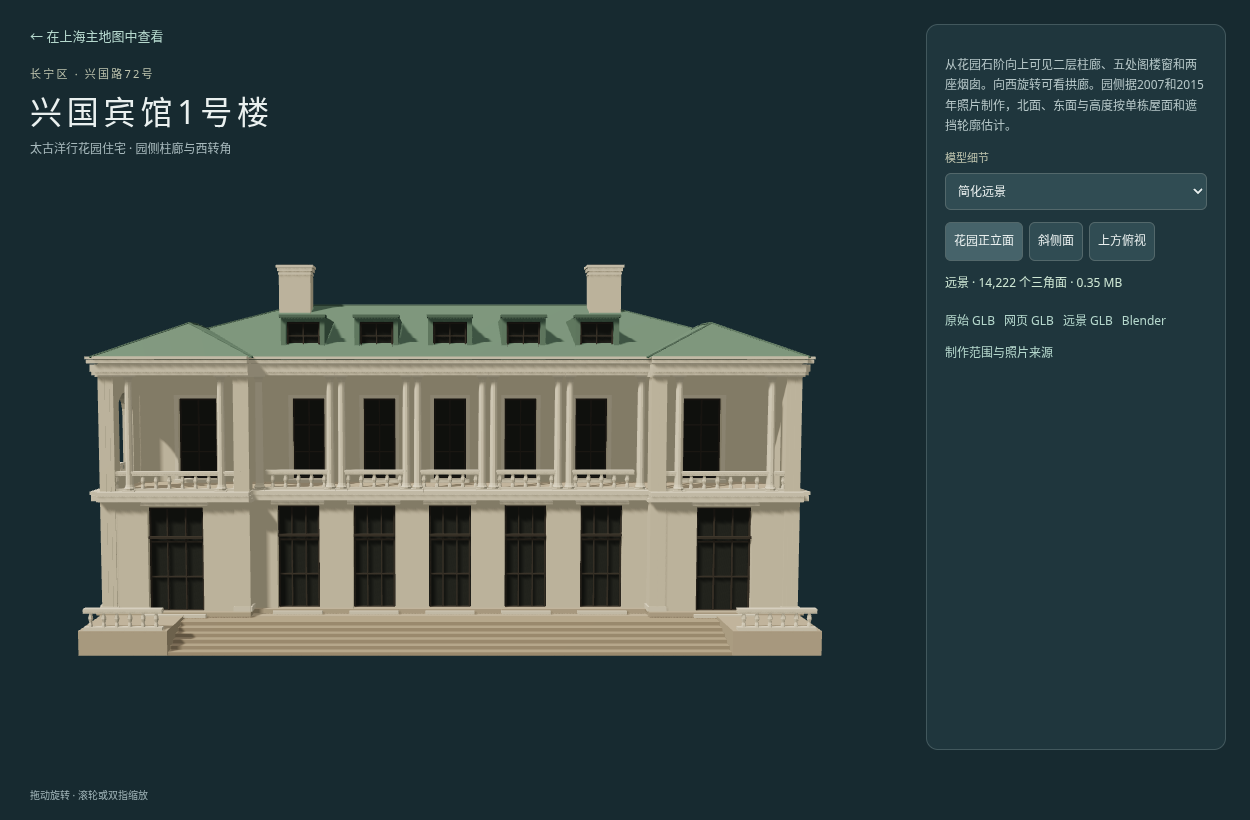 ← 在上海主地图中查看
长宁区 · 兴国路72号
兴国宾馆1号楼
太古洋行花园住宅 · 园侧柱廊与西转角
从花园石阶向上可见二层柱廊、五处阁楼窗和两
座烟囱。向西旋转可看拱廊。园侧据2007和2015
年照片制作，北面、东面与高度按单栋屋面和遮
挡轮廓估计。
模型细节
简化远景
花园正立面 斜侧面 上方俯视
远景 · 14,222 个三角面 · 0.35 MB
原始 GLB 网页 GLB 远景 GLB Blender
制作范围与照片来源
拖动旋转 · 滚轮或双指缩放